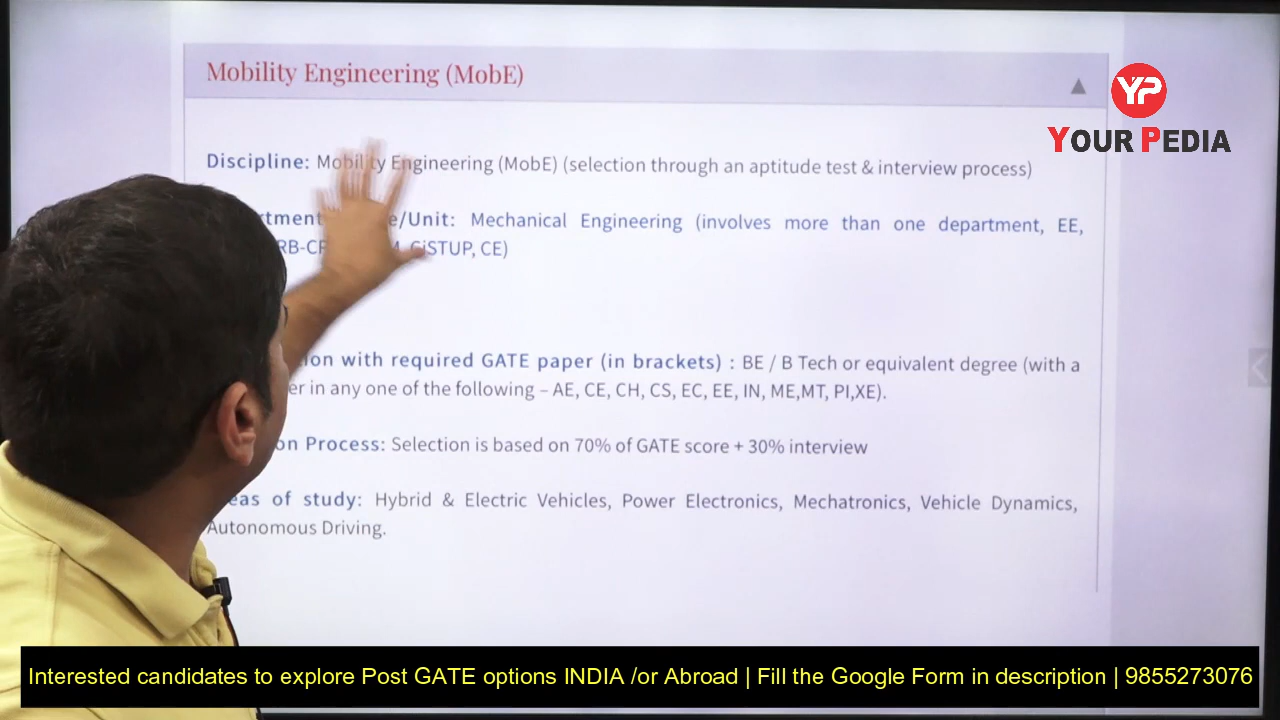 Mobility Engineering (MobE)
YP
YOUR PEDIA
Discipline: Mobility Engineering (MobE) (selection through an aptitude test & interview process)
/Unit: Mechanical Engineering (involves more than one department, EE,
CiSTUP, CE)
with required GATE paper (in brackets) : BE / B Tech or equivalent degree (with a
in any one of the following – AE, CE, CH, CS, EC, EE, IN, ME,MT, PI,XE).
Process: Selection is based on 70% of GATE score + 30% interview
of study: Hybrid & Electric Vehicles, Power Electronics, Mechatronics, Vehicle Dynamics,
Autonomous Driving.
Interested candidates to explore Post GATE options INDIA /or Abroad | Fill the Google Form in description | 9855273076